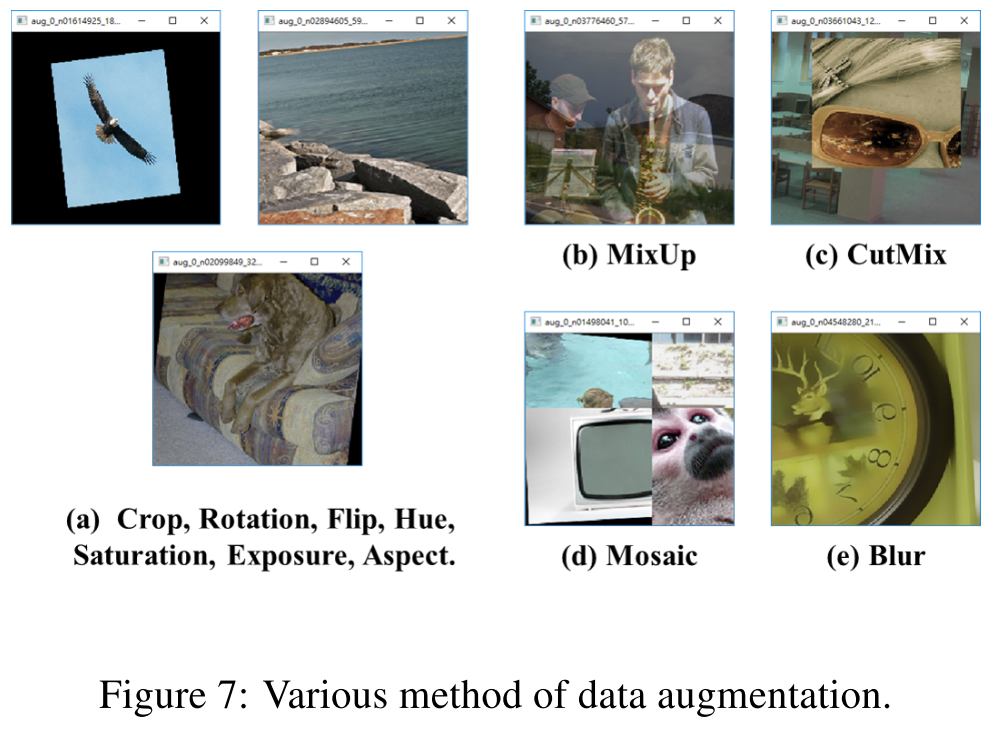 aug_0_n01614925_18...
aug_0_n02894605_59...
aug_0_n03776460_57...
aug_0_n03661043_12...
(b) MixUp
(c) CutMix
aug_0_n02099849_32...
aug_0_n01498041_10...
aug_0_n04548280_21...
(a) Crop, Rotation, Flip, Hue,
Saturation, Exposure, Aspect.
(d) Mosaic
(e) Blur
Figure 7: Various method of data augmentation.